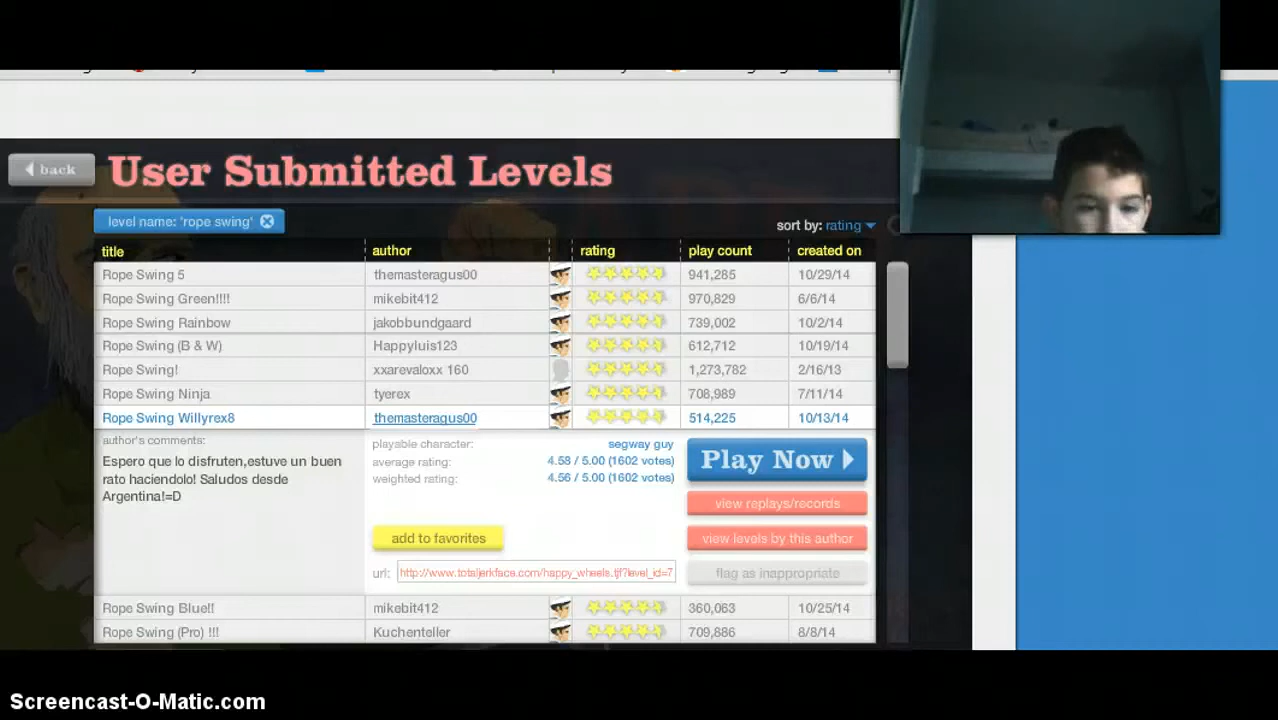 back
User Submitted Levels
level name: 'rope swing'
sort by: rating
title author rating play count created on
Rope Swing 5 themasteragus00 941,285 10/29/14
Rope Swing Green!!!! mikebit412 970,829 6/6/14
Rope Swing Rainbow jakobbundgaard 739,002 10/2/14
Rope Swing (B & W) Happyluis123 612,712 10/19/14
Rope Swing! xxarevaloxx 160 1,273,782 2/16/13
Rope Swing Ninja tyerex 708,989 7/11/14
Rope Swing Willyrex8 themasteragus00 514,225 10/13/14
author's comments:
Espero que lo disfruten,estuve un buen
rato haciendolo! Saludos desde
Argentina!=D
playable character: segway guy
average rating: 4.58 / 5.00 (1602 votes)
weighted rating: 4.56 / 5.00 (1602 votes)
add to favorites
url: http://www.totaljerkface.com/happy_wheels.tjf?level_id=7
Play Now
view replays/records
view levels by this author
flag as inappropriate
Rope Swing Blue!! mikebit412 360,063 10/25/14
Rope Swing (Pro) !!! Kuchenteller 709,886 8/8/14
Screencast-O-Matic.com